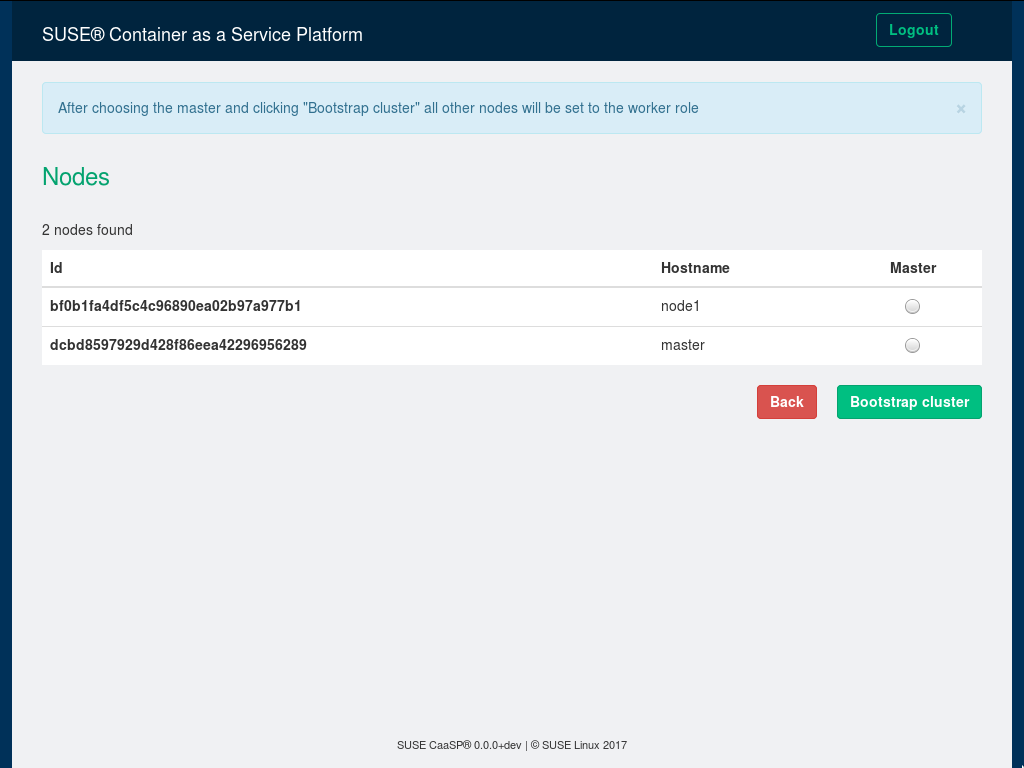 SUSE® Container as a Service Platform
Logout
After choosing the master and clicking "Bootstrap cluster" all other nodes will be set to the worker role ×
Nodes
2 nodes found
Id Hostname Master
bf0b1fa4df5c4c96890ea02b97a977b1 node1
dcbd8597929d428f86eea42296956289 master
Back Bootstrap cluster
SUSE CaaSP® 0.0.0+dev | © SUSE Linux 2017